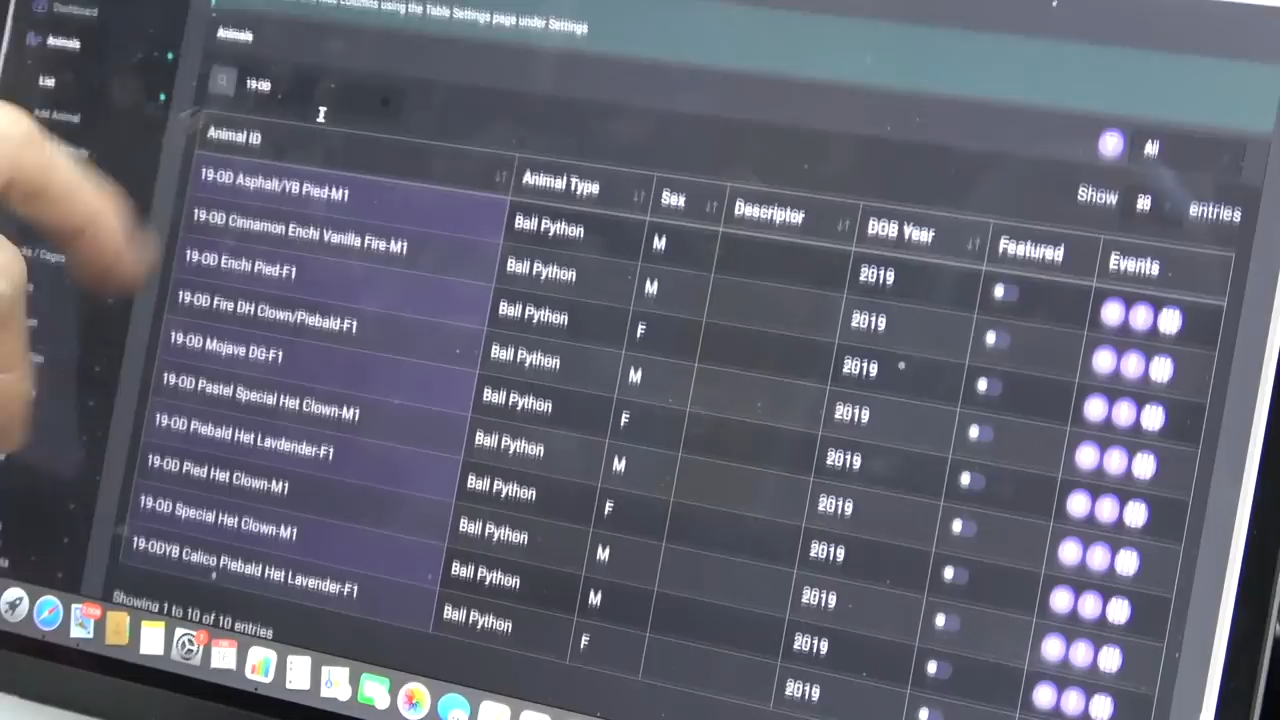 Dashboard
columns using the Table Settings page under Settings
Animals
Animals
List
19-OD
Add Animal
All
Show 20 entries
Animal ID Animal Type Sex Descriptor DOB Year Featured Events
19-OD Asphalt/YB Pied-M1 Ball Python M 2019
19-OD Cinnamon Enchi Vanilla Fire-M1 Ball Python M 2019
19-OD Enchi Pied-F1 Ball Python F 2019
19-OD Fire DH Clown/Piebald-F1 Ball Python M 2019
19-OD Mojave DG-F1 Ball Python F 2019
19-OD Pastel Special Het Clown-M1 Ball Python M 2019
19-OD Piebald Het Lavdender-F1 Ball Python F 2019
19-OD Pied Het Clown-M1 Ball Python M 2019
19-OD Special Het Clown-M1 Ball Python M 2019
19-ODYB Calico Piebald Het Lavender-F1 Ball Python F 2019
Showing 1 to 10 of 10 entries